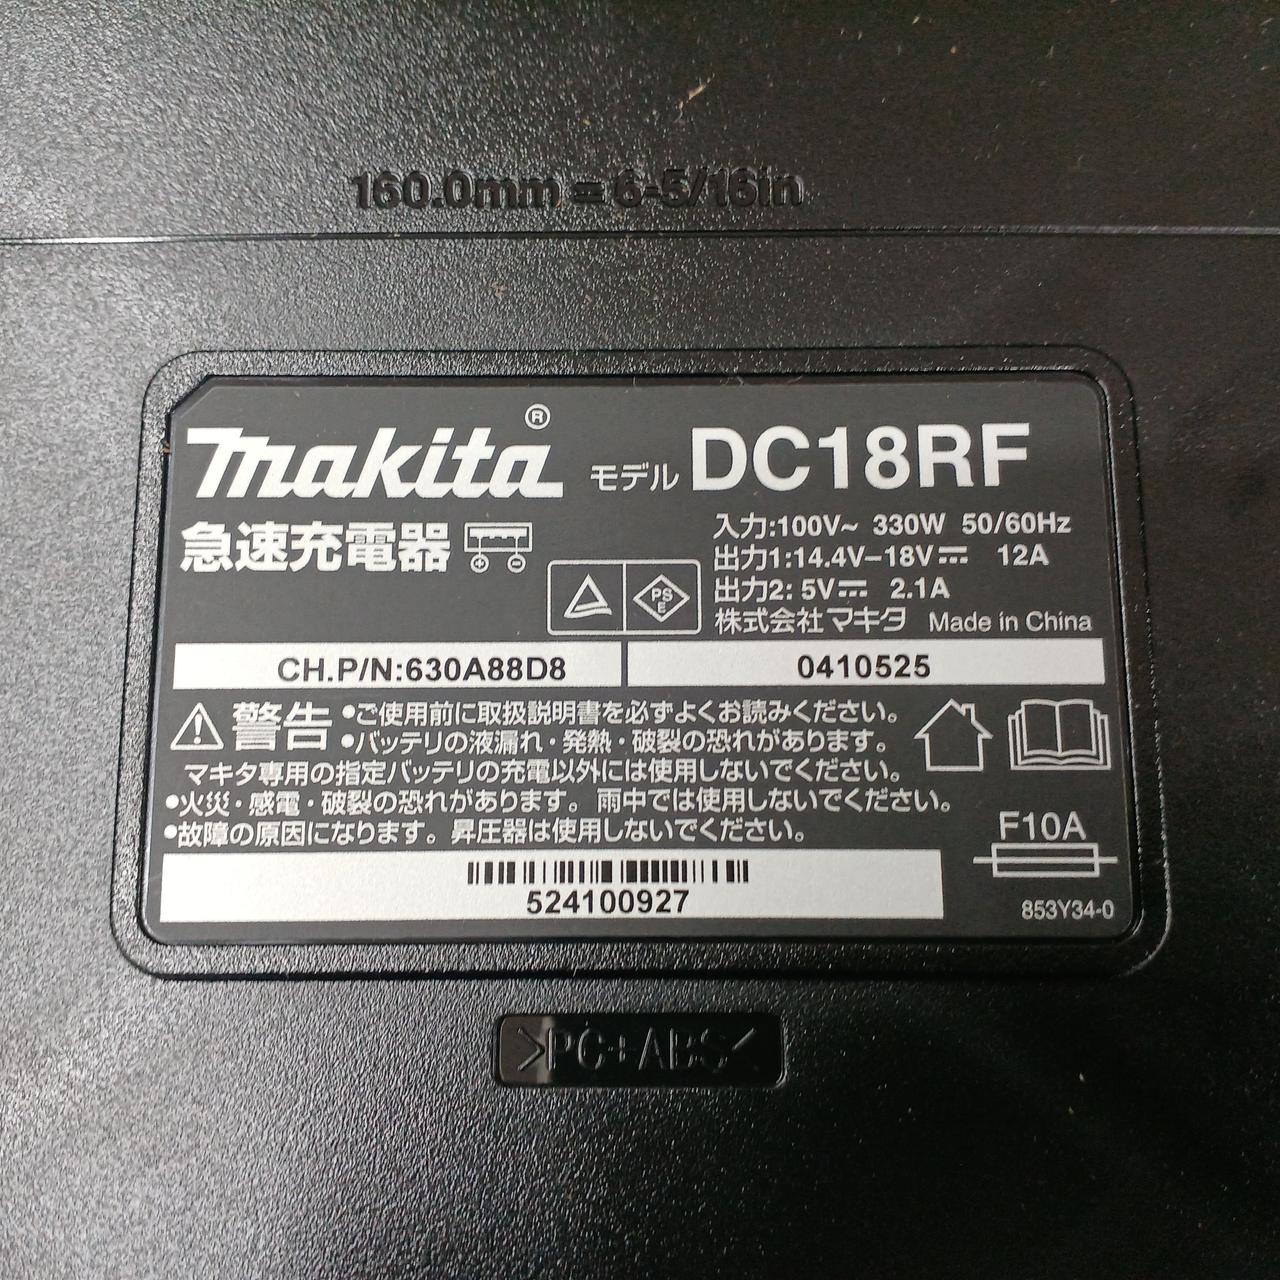 160.0mm = 6-5/16in
makita® モデル DC18RF
急速充電器
入力:100V~ 330W 50/60Hz
出力1:14.4V–18V⎓ 12A
出力2: 5V⎓ 2.1A
PS
E
株式会社マキタ Made in China
CH.P/N:630A88D8 0410525
警告 •ご使用前に取扱説明書を必ずよくお読みください。
•バッテリの液漏れ・発熱・破裂の恐れがあります。
マキタ専用の指定バッテリの充電以外には使用しないでください。
•火災・感電・破裂の恐れがあります。雨中では使用しないでください。
•故障の原因になります。昇圧器は使用しないでください。
F10A
524100927
853Y34-0
>PC+ABS<